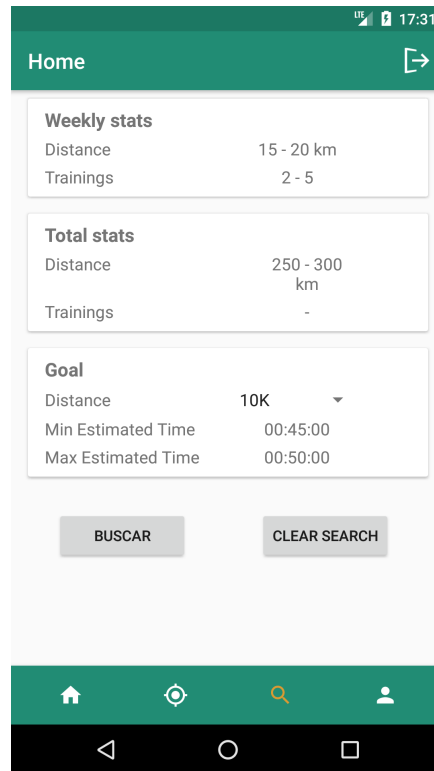 LTE 17:31
Home
Weekly stats
Distance 15 - 20 km
Trainings 2 - 5
Total stats
Distance 250 - 300
km
Trainings -
Goal
Distance 10K
Min Estimated Time 00:45:00
Max Estimated Time 00:50:00
BUSCAR CLEAR SEARCH